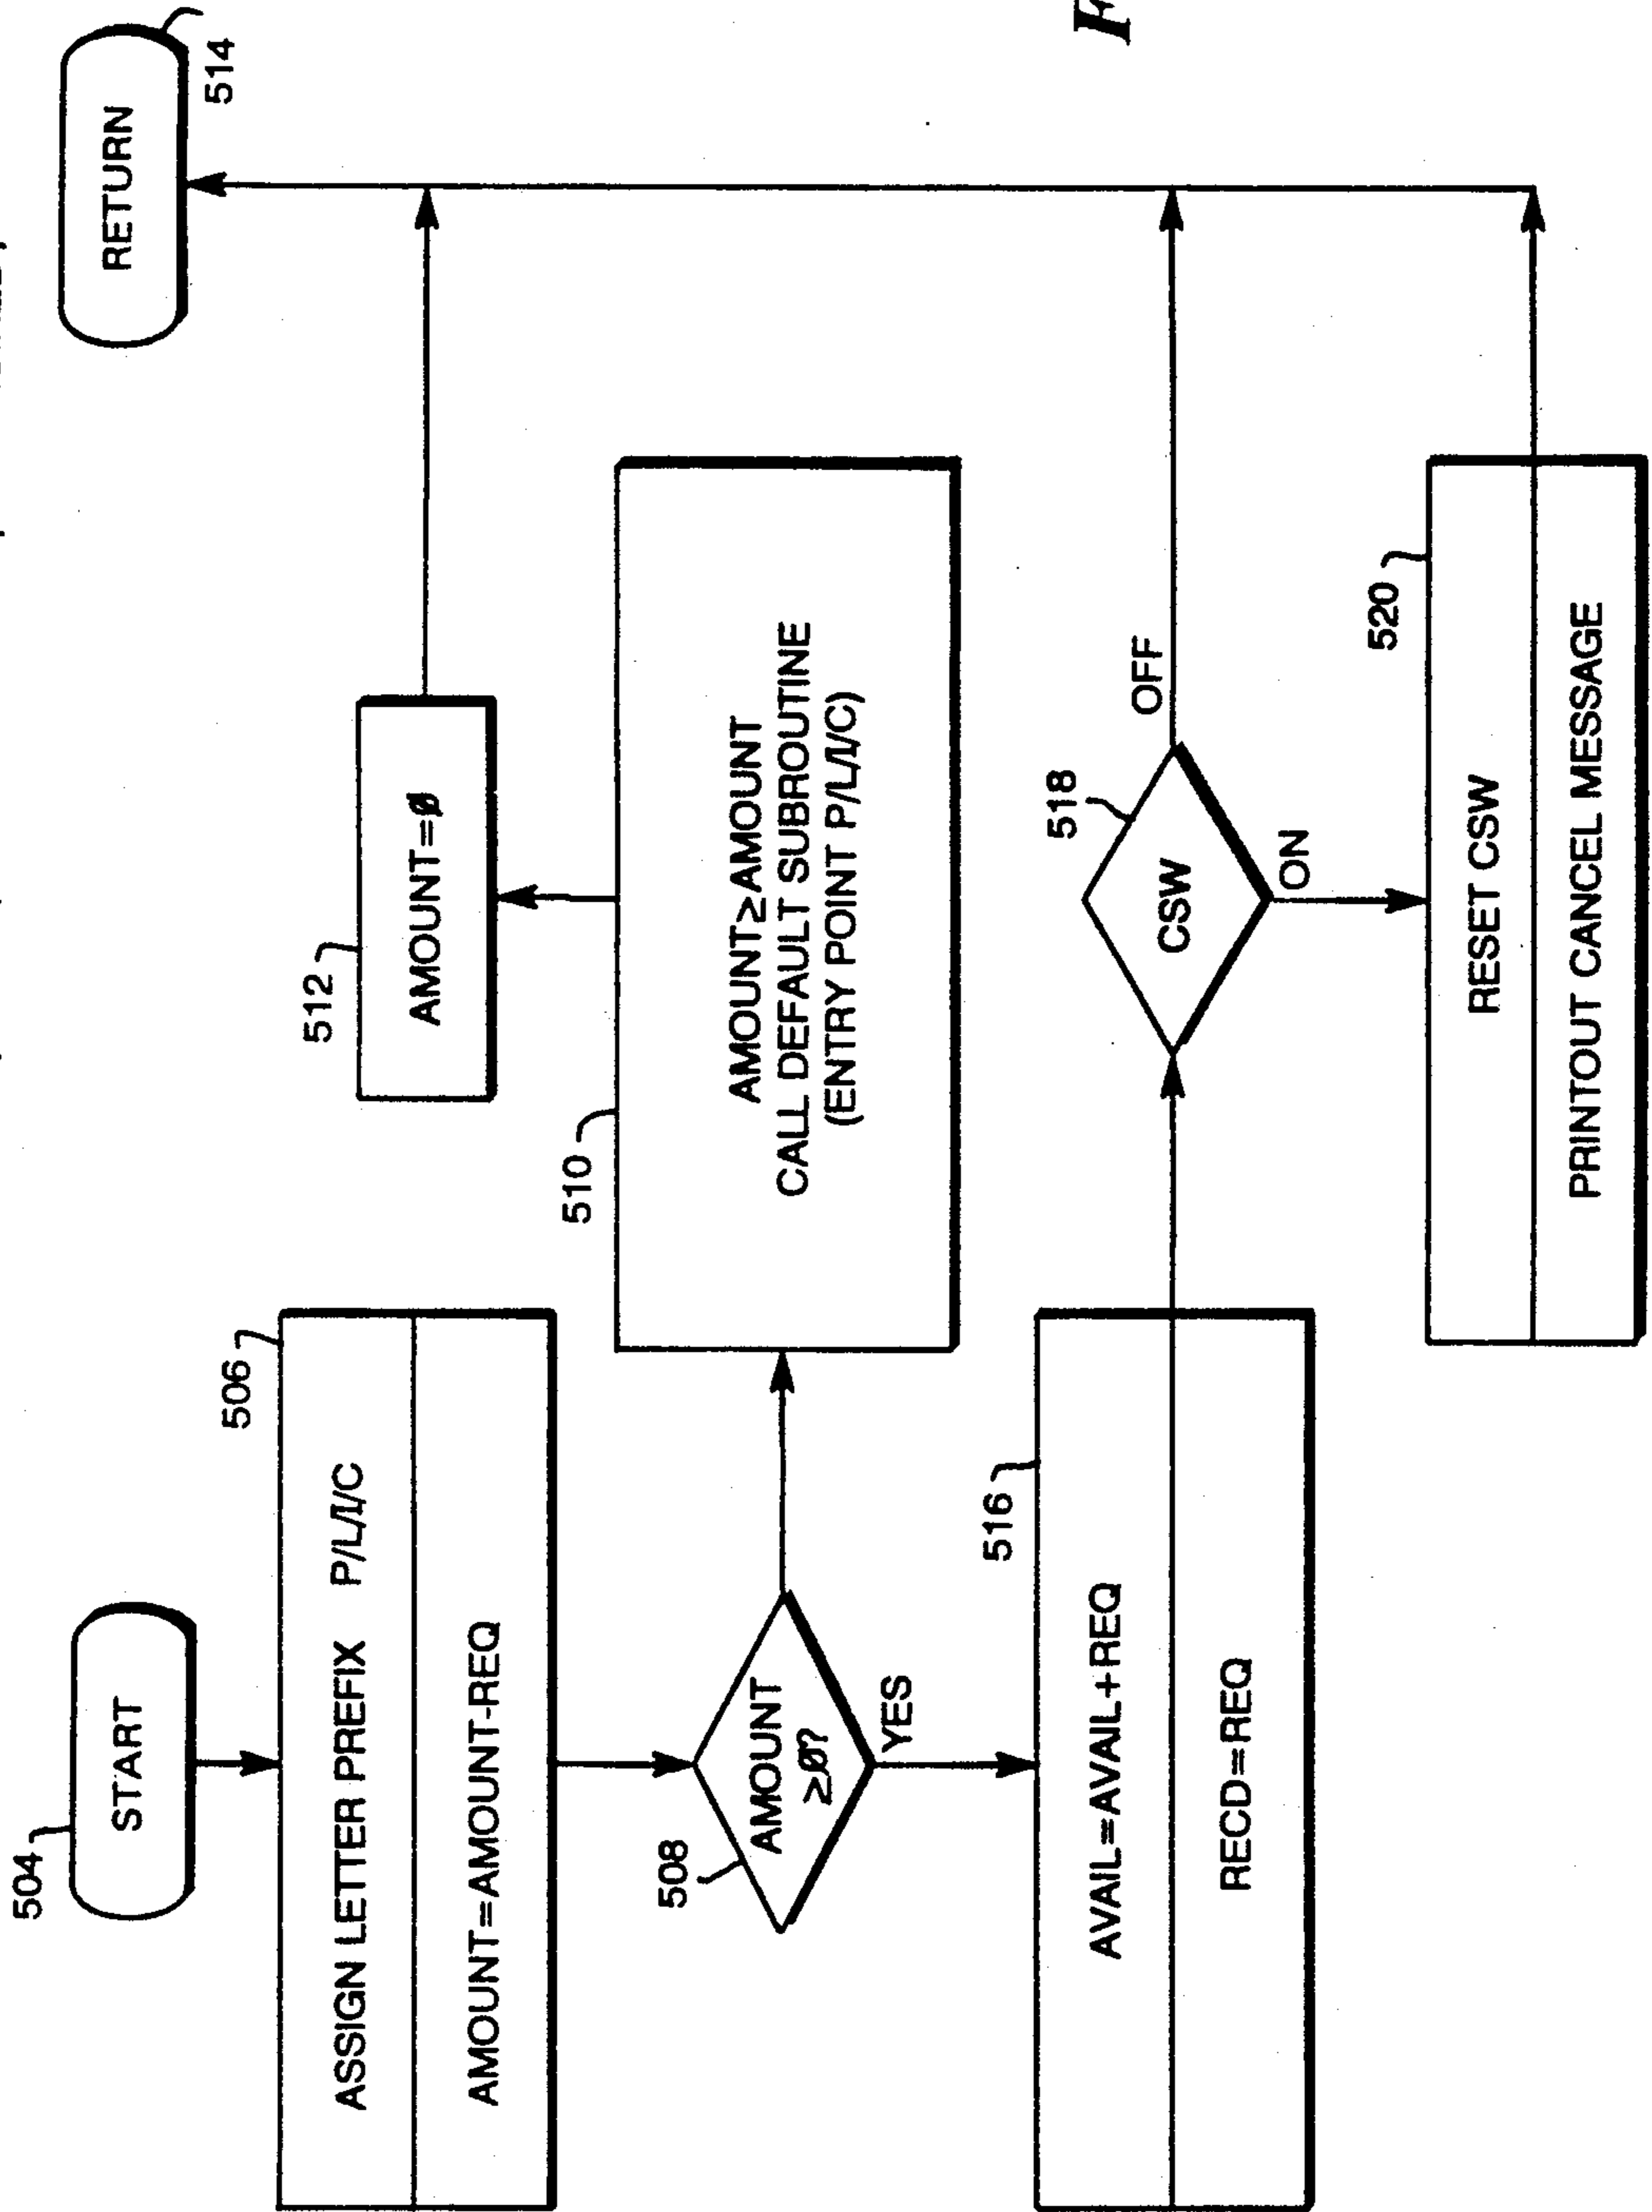 504
START
506
ASSIGN LETTER PREFIX P/L/I/C
AMOUNT=AMOUNT-REQ
508
AMOUNT
≥Ø?
YES
510
AMOUNT≥AMOUNT
CALL DEFAULT SUBROUTINE
(ENTRY POINT P/L/I/C)
512
AMOUNT=Ø
RETURN
514
516
AVAIL=AVAIL+REQ
RECD=REQ
518
CSW
OFF
ON
520
RESET CSW
PRINTOUT CANCEL MESSAGE
F